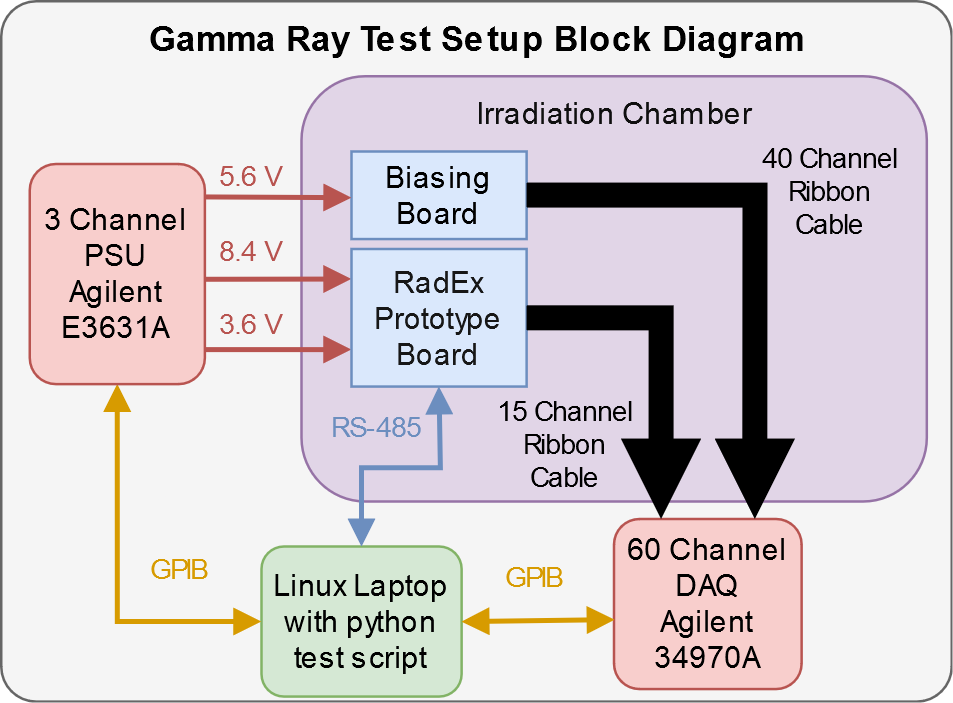 Gamma Ray Test Setup Block Diagram
Irradiation Chamber
40 Channel
Ribbon
Cable
5.6 V
Biasing
Board
3 Channel
PSU
Agilent
E3631A
8.4 V
3.6 V
RadEx
Prototype
Board
RS-485
15 Channel
Ribbon
Cable
GPIB
Linux Laptop
with python
test script
GPIB
60 Channel
DAQ
Agilent
34970A